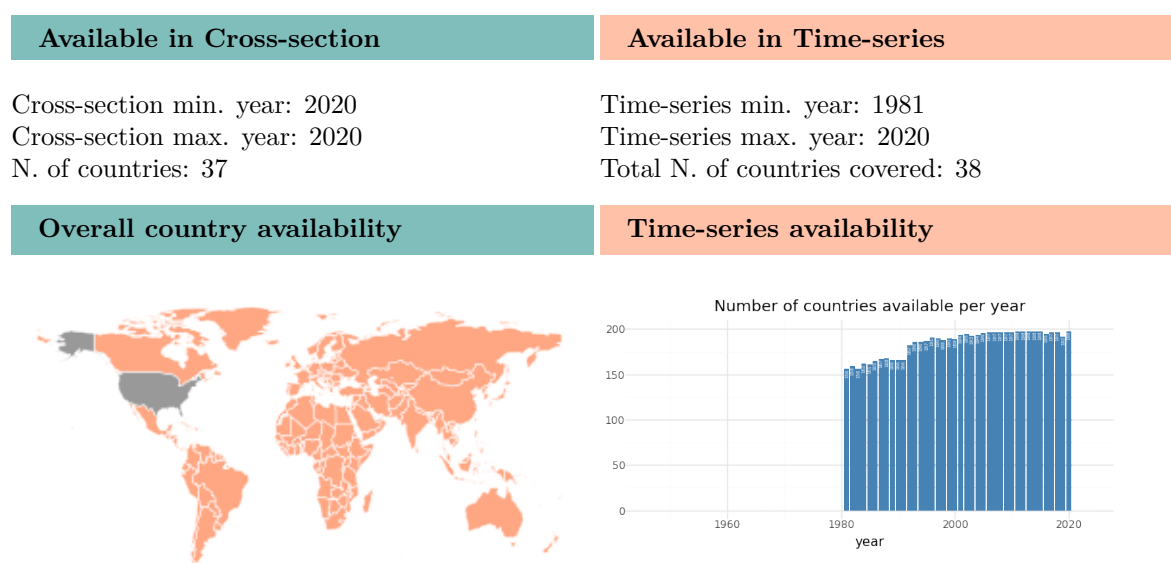 Available in Cross-section
Available in Time-series
Cross-section min. year: 2020
Cross-section max. year: 2020
N. of countries: 37
Time-series min. year: 1981
Time-series max. year: 2020
Total N. of countries covered: 38
Overall country availability
Time-series availability
Number of countries available per year
200
150
100
50
0
1960 1980 2000 2020
year